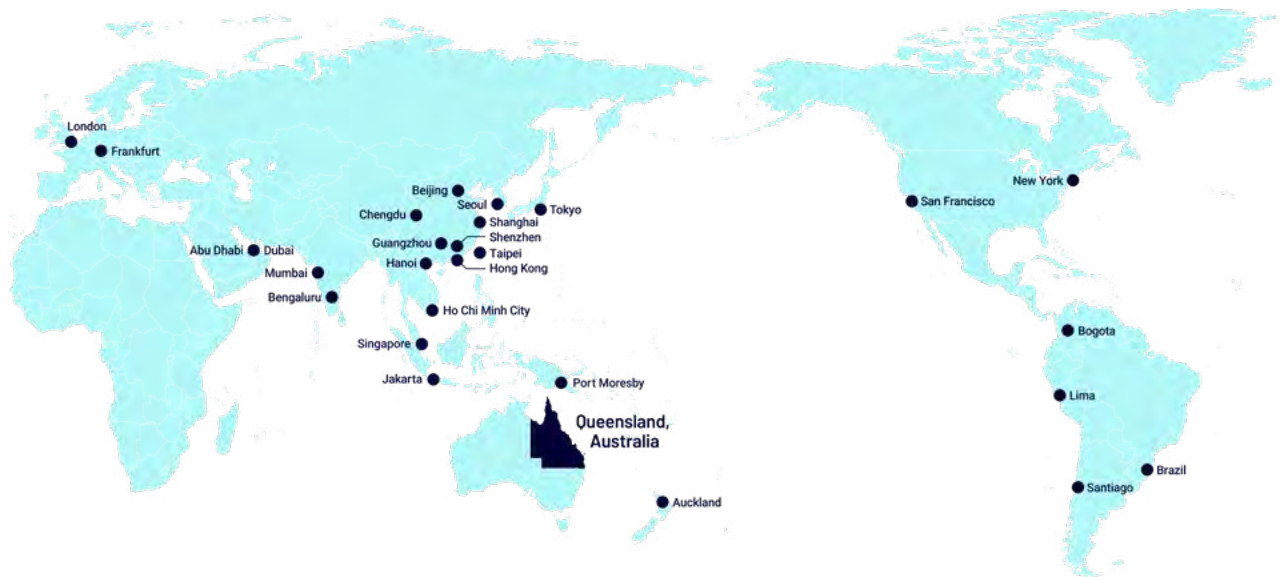 London
Frankfurt
Beijing
Seoul
Tokyo
Chengdu
Shanghai
Shenzhen
Guangzhou
Taipei
Hong Kong
Hanoi
Abu Dhabi
Dubai
Mumbai
Bengaluru
Ho Chi Minh City
Singapore
Jakarta
Port Moresby
Queensland,
Australia
Auckland
New York
San Francisco
Bogota
Lima
Brazil
Santiago